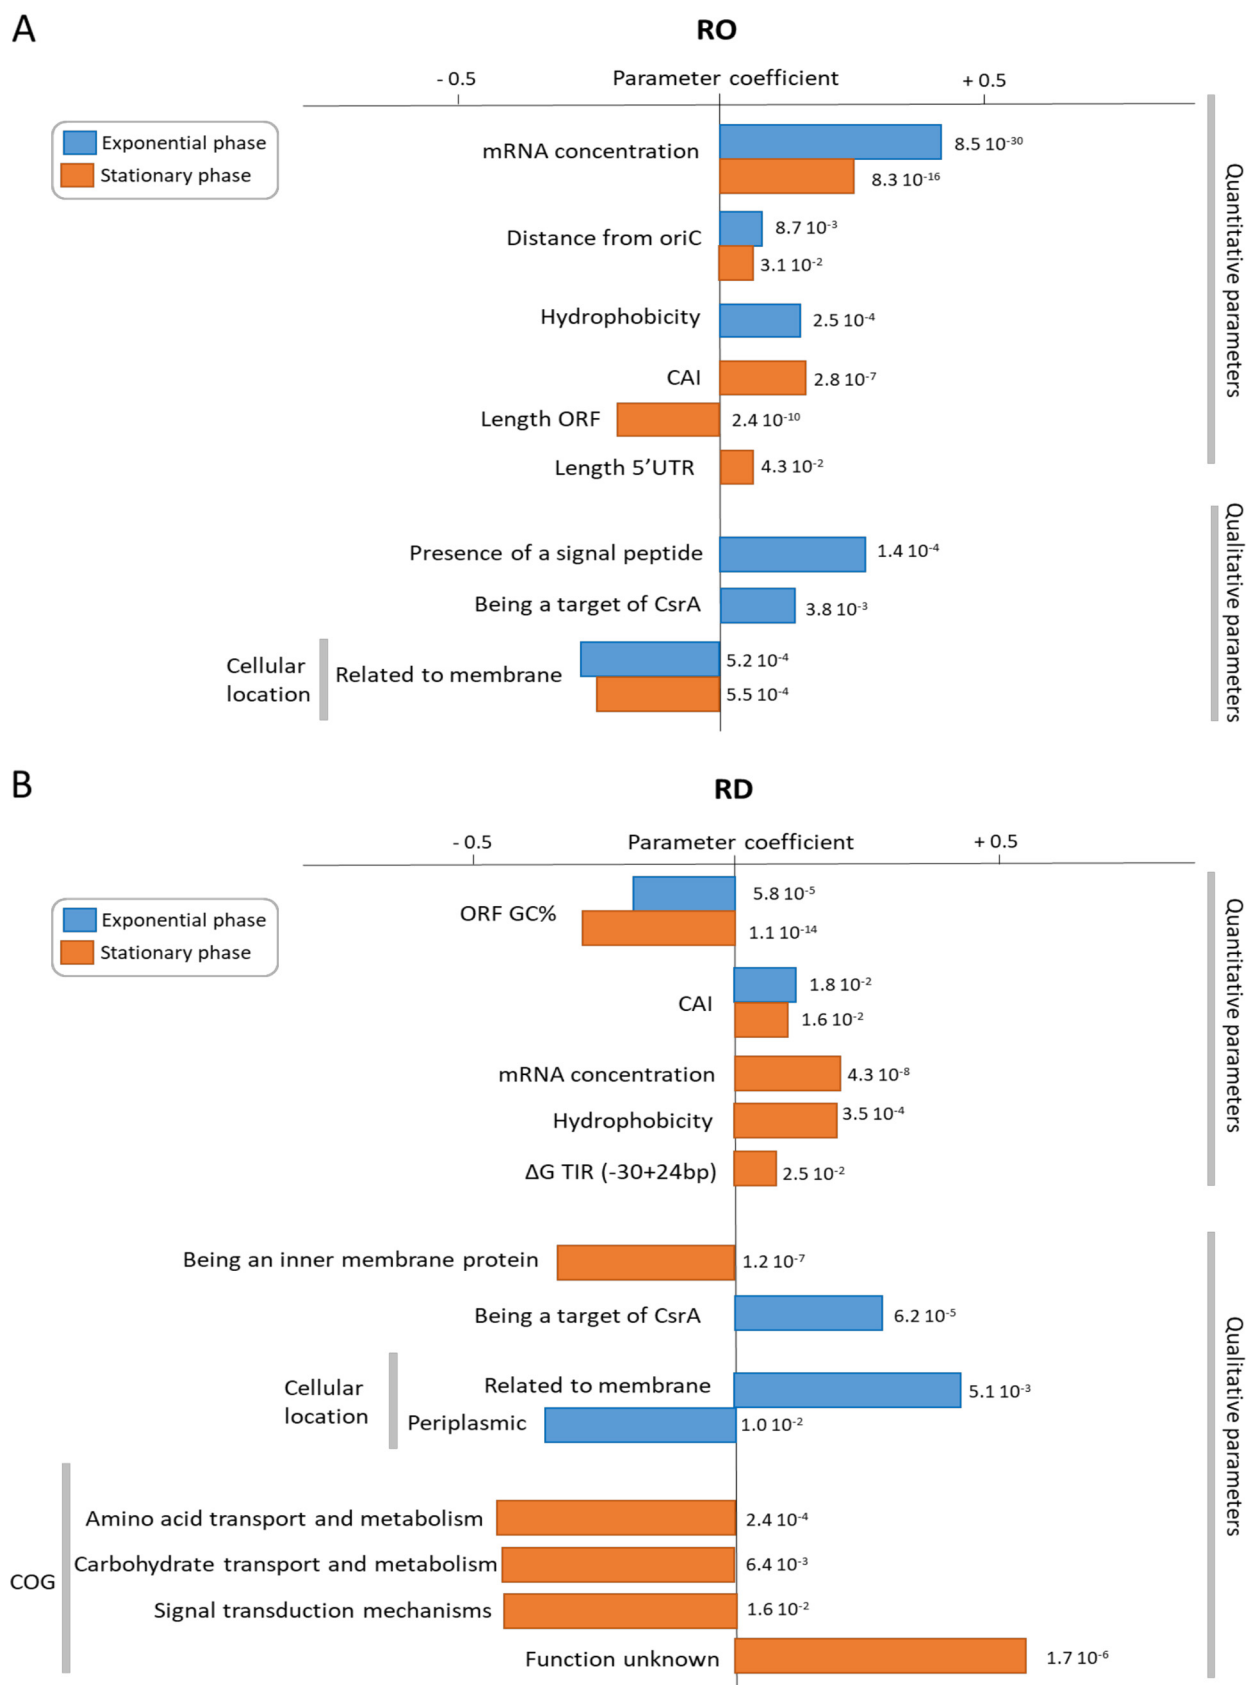 A
RO
- 0.5
Parameter coefficient
+ 0.5
Exponential phase
Stationary phase
mRNA concentration
8.5 10-30
8.3 10-16
Distance from oriC
8.7 10-3
3.1 10-2
Hydrophobicity
2.5 10-4
CAI
2.8 10-7
Length ORF
2.4 10-10
Length 5’UTR
4.3 10-2
Quantitative parameters
Presence of a signal peptide
1.4 10-4
Being a target of CsrA
3.8 10-3
Cellular
location
Related to membrane
5.2 10-4
5.5 10-4
Qualitative parameters
B
RD
- 0.5
Parameter coefficient
+ 0.5
Exponential phase
Stationary phase
ORF GC%
5.8 10-5
1.1 10-14
CAI
1.8 10-2
1.6 10-2
mRNA concentration
4.3 10-8
Hydrophobicity
3.5 10-4
ΔG TIR (-30+24bp)
2.5 10-2
Quantitative parameters
Being an inner membrane protein
1.2 10-7
Being a target of CsrA
6.2 10-5
Cellular
location
Related to membrane
5.1 10-3
Periplasmic
1.0 10-2
COG
Amino acid transport and metabolism
2.4 10-4
Carbohydrate transport and metabolism
6.4 10-3
Signal transduction mechanisms
1.6 10-2
Function unknown
1.7 10-6
Qualitative parameters